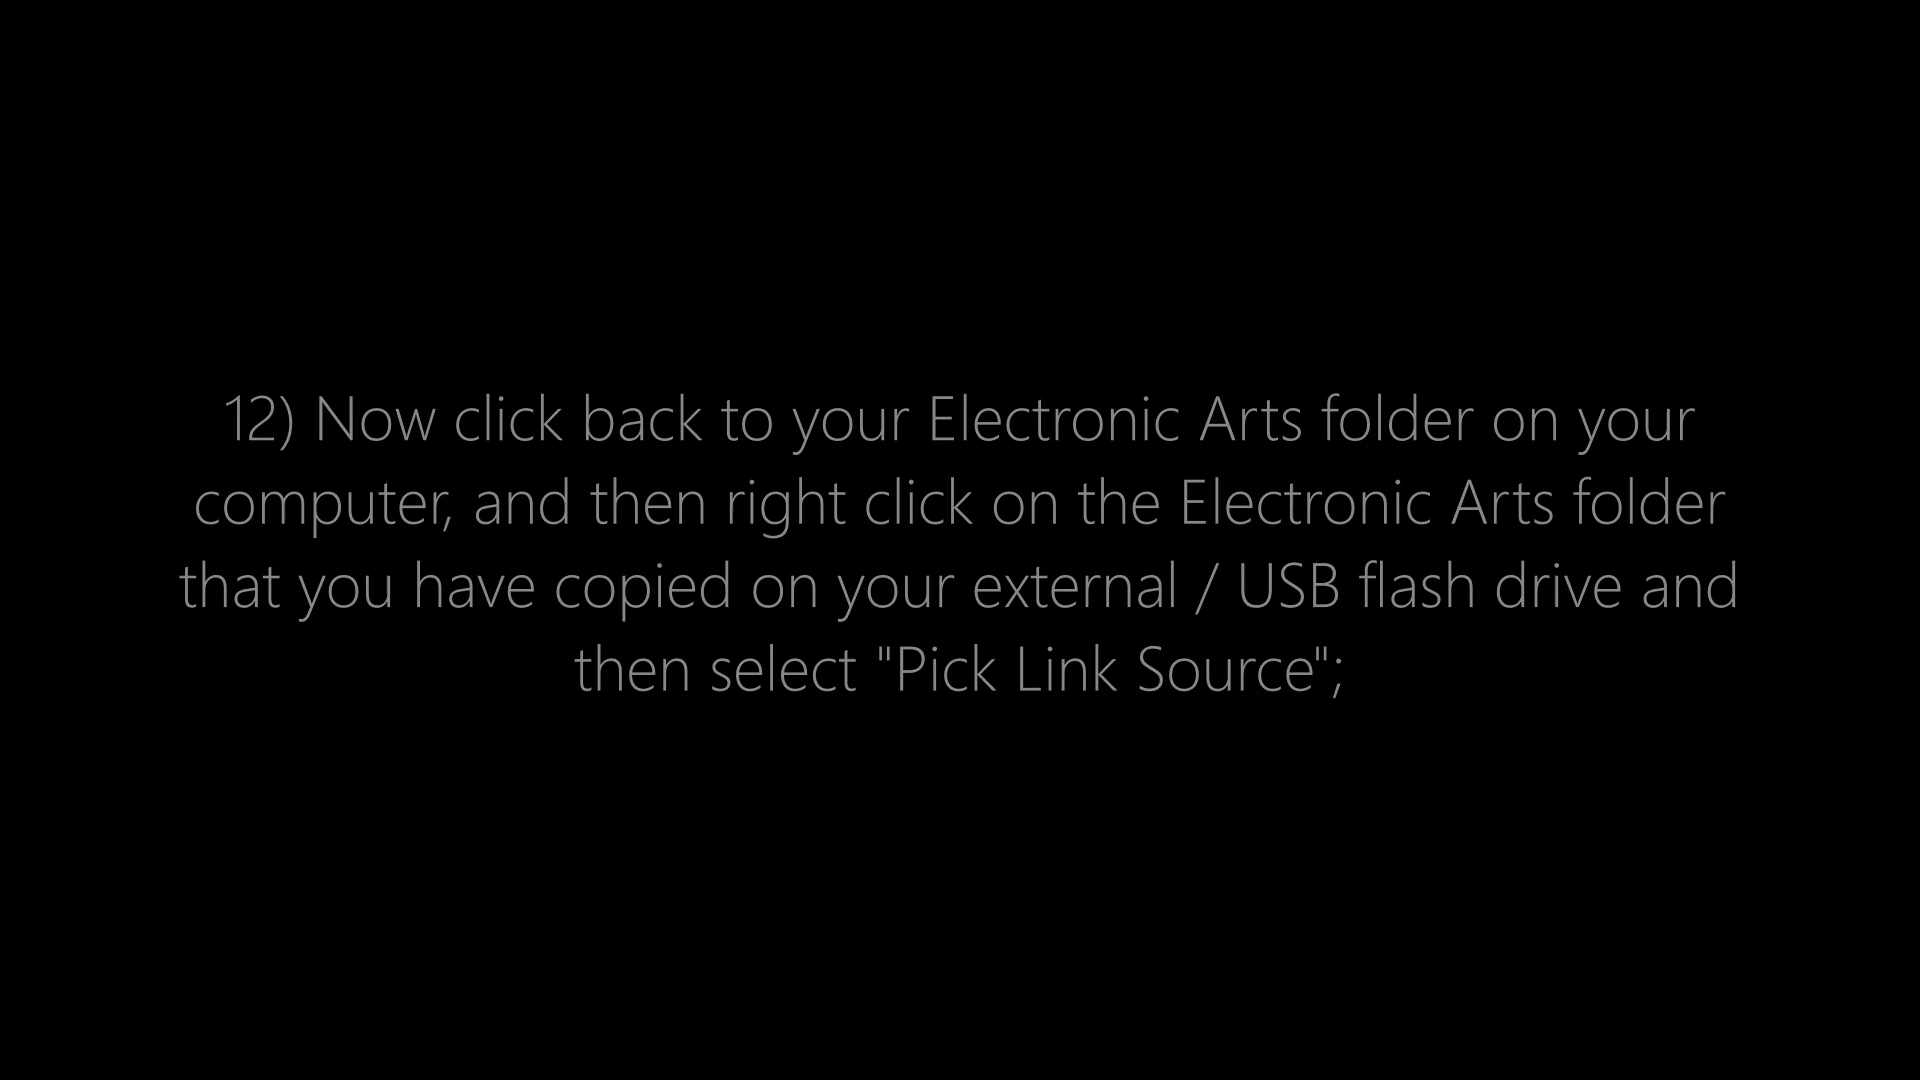 12) Now click back to your Electronic Arts folder on your
computer, and then right click on the Electronic Arts folder
that you have copied on your external / USB flash drive and
then select "Pick Link Source";